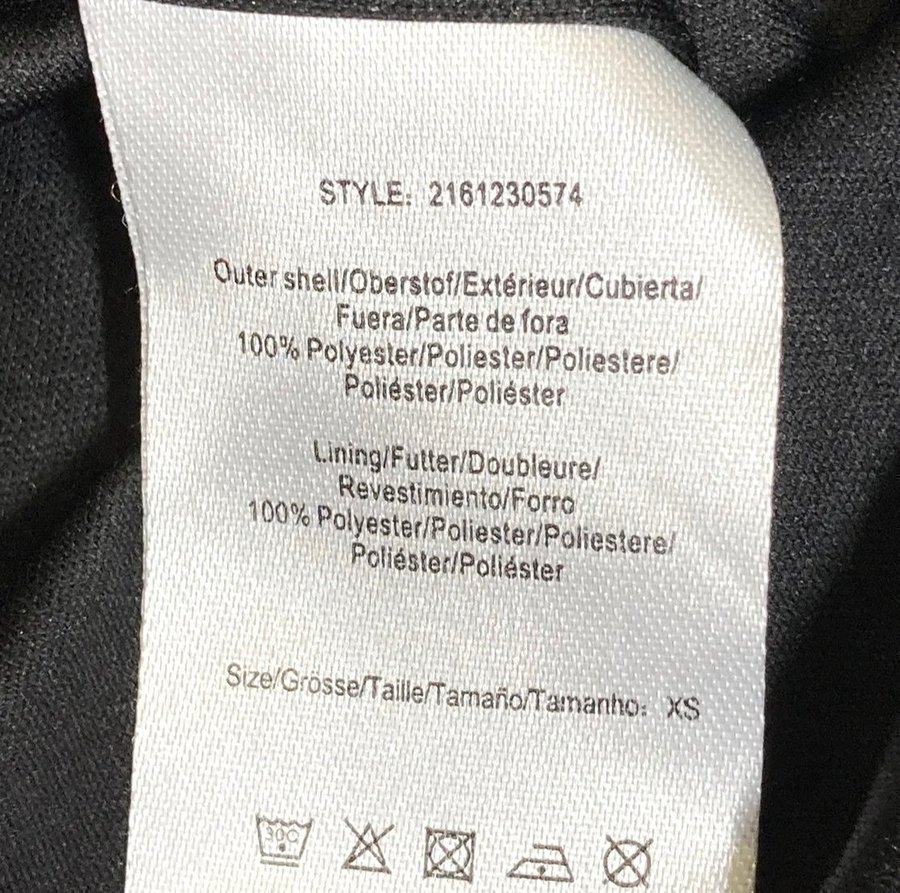 STYLE: 2161230574
Outer shell/Oberstof/Extérieur/Cubierta/
Fuera/Parte de fora
100% Polyester/Poliester/Poliestere/
Poliéster/Poliéster
Lining/Futter/Doubleure/
Revestimiento/Forro
100% Polyester/Poliester/Poliestere/
Poliéster/Poliéster
Size/Grösse/Taille/Tamaño/Tamanho: XS
30C